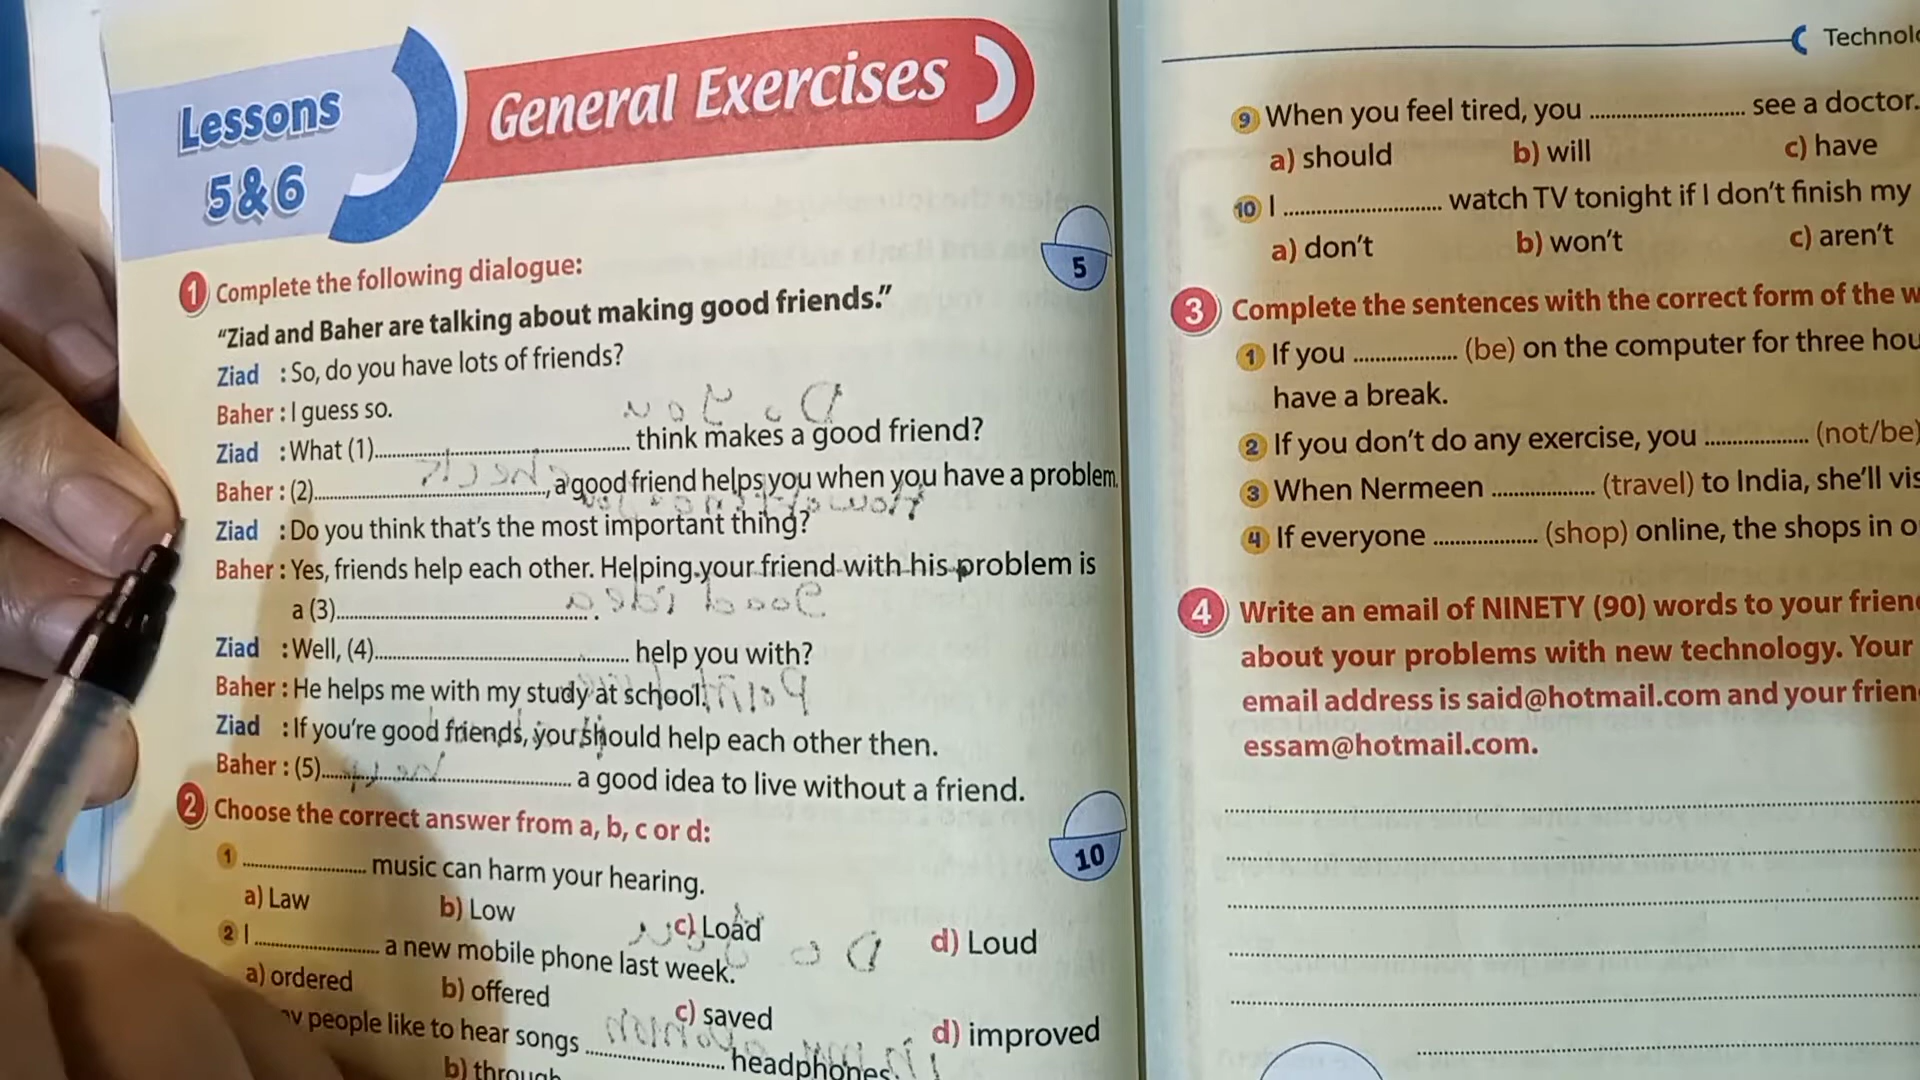 Lessons
5&6
General Exercises
5
1 Complete the following dialogue:
"Ziad and Baher are talking about making good friends."
Ziad : So, do you have lots of friends?
Baher : I guess so.
Ziad : What (1).................... think makes a good friend?
Baher : (2)...................., a good friend helps you when you have a problem.
Ziad : Do you think that's the most important thing?
Baher : Yes, friends help each other. Helping your friend with his problem is
a (3).................... .
Ziad : Well, (4).................... help you with?
Baher : He helps me with my study at school.
Ziad : If you're good friends, you should help each other then.
Baher : (5).................... a good idea to live without a friend.
2 Choose the correct answer from a, b, c or d:
10
1 .................... music can harm your hearing.
a) Law b) Low c) Load d) Loud
2 I .................... a new mobile phone last week.
a) ordered b) offered c) saved d) improved
people like to hear songs .................... headphones.
b) through
Technolo
9 When you feel tired, you .................... see a doctor.
a) should b) will c) have
10 I .................... watch TV tonight if I don't finish my
a) don't b) won't c) aren't
3 Complete the sentences with the correct form of the w
1 If you .................... (be) on the computer for three hou
have a break.
2 If you don't do any exercise, you .................... (not/be)
3 When Nermeen .................... (travel) to India, she'll vis
4 If everyone .................... (shop) online, the shops in o
4 Write an email of NINETY (90) words to your frien
about your problems with new technology. Your
email address is said@hotmail.com and your frien
essam@hotmail.com.